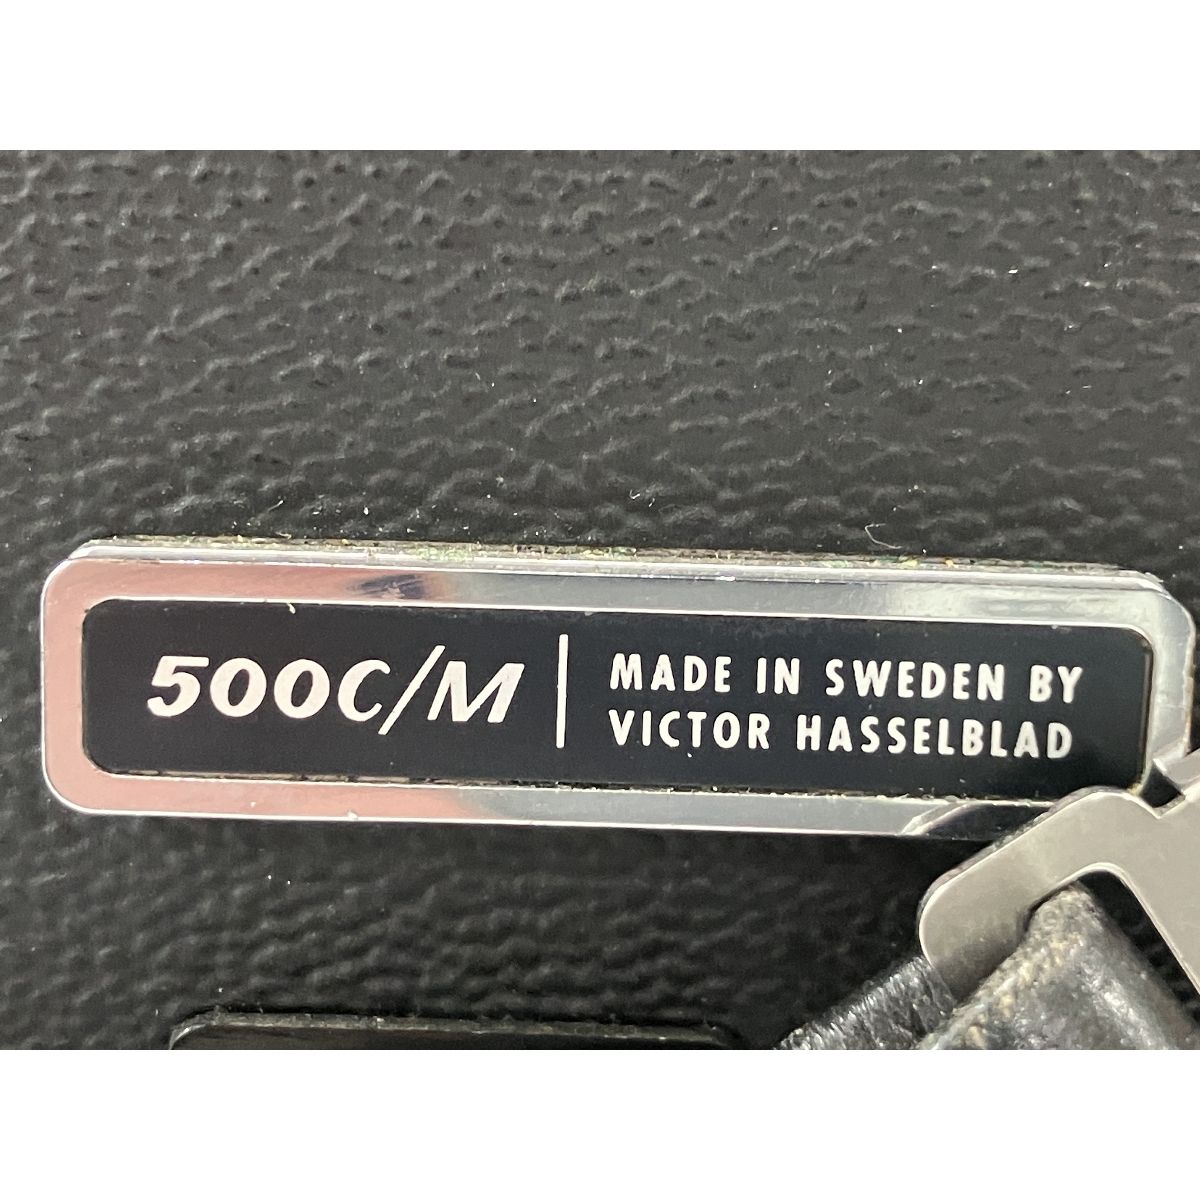 500C/M
MADE IN SWEDEN BY
VICTOR HASSELBLAD